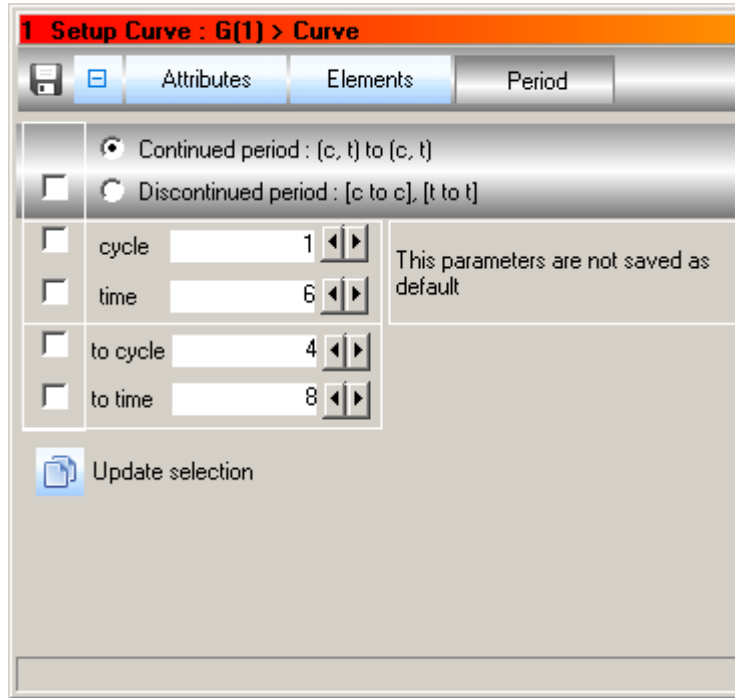 1 Setup Curve : G(1) > Curve
Attributes Elements Period
Continued period : (c, t) to (c, t)
Discontinued period : [c to c], [t to t]
cycle 1
time 6
This parameters are not saved as
default
to cycle 4
to time 8
Update selection